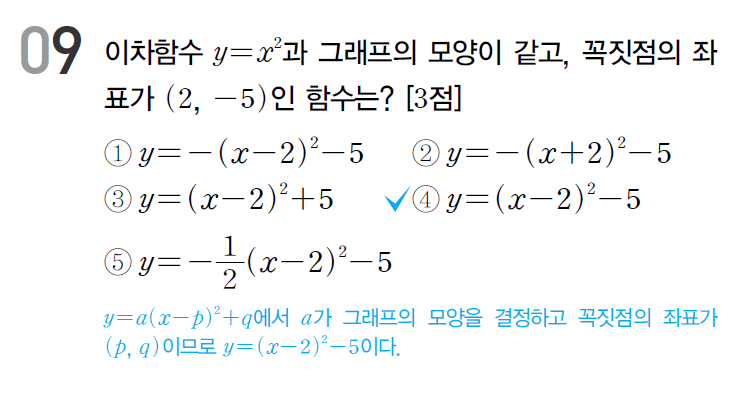 09 이차함수 y=x²과 그래프의 모양이 같고, 꼭짓점의 좌
표가 (2, −5)인 함수는? [3점]
① y=−(x−2)²−5 ② y=−(x+2)²−5
③ y=(x−2)²+5 ✓④ y=(x−2)²−5
⑤ y=−1/2(x−2)²−5
y=a(x−p)²+q에서 a가 그래프의 모양을 결정하고 꼭짓점의 좌표가
(p, q)이므로 y=(x−2)²−5이다.